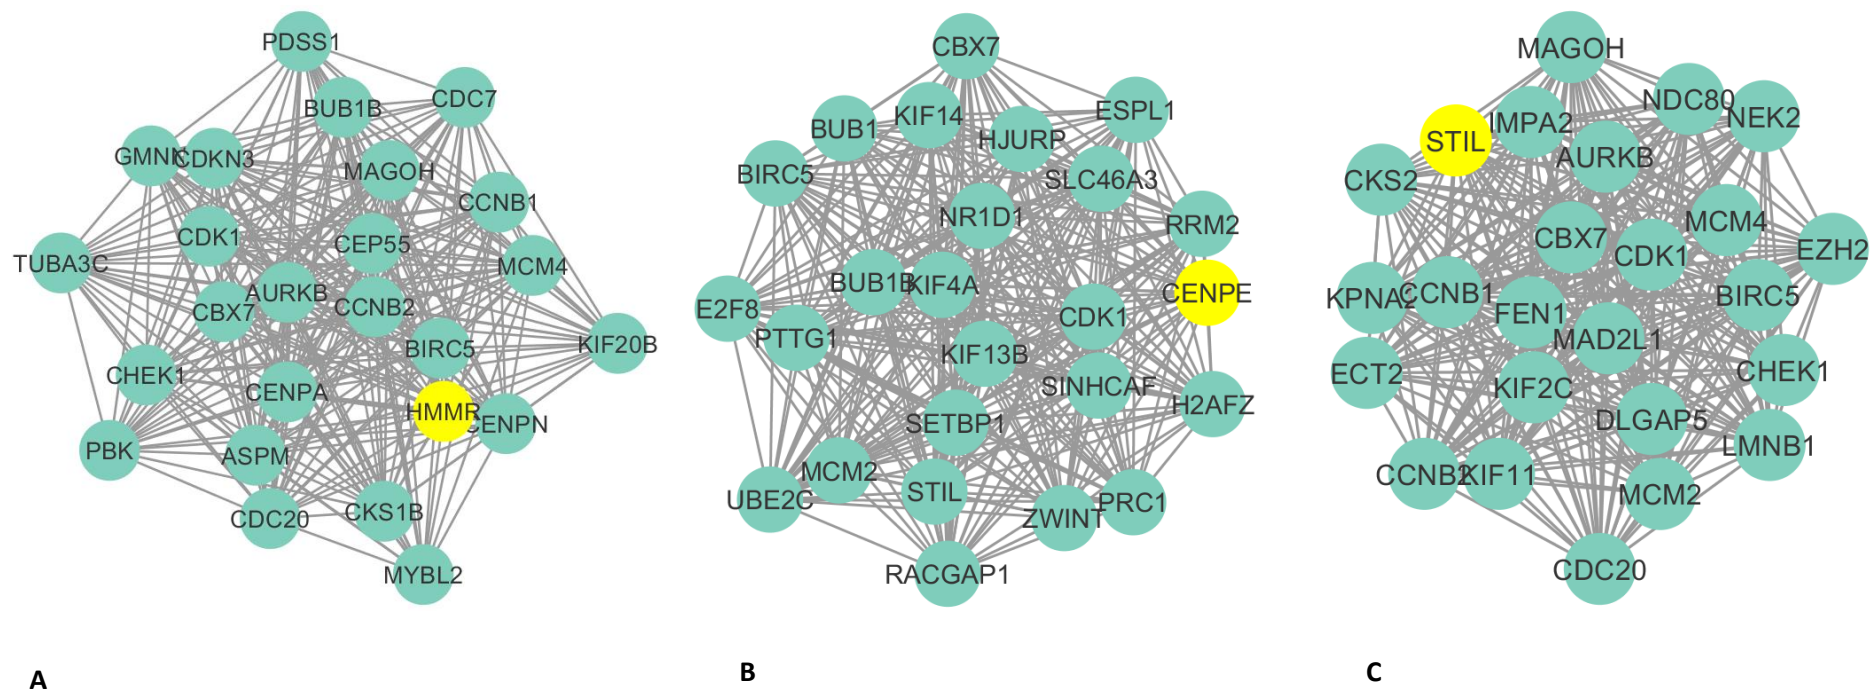 PDSS1
CDC7
BUB1B
GMNN
CDKN3
MAGOH
CCNB1
CDK1
CEP55
TUBA3C
MCM4
AURKB
CBX7
CCNB2
BIRC5
KIF20B
CHEK1
CENPA
HMMR
CENPN
PBK
ASPM
CDC20
CKS1B
MYBL2
A
CBX7
ESPL1
KIF14
BUB1
HJURP
BIRC5
SLC46A3
NR1D1
RRM2
BUB1B
KIF4A
CENPE
E2F8
CDK1
PTTG1
KIF13B
SINHCAF
H2AFZ
SETBP1
MCM2
UBE2C
STIL
PRC1
ZWINT
RACGAP1
B
MAGOH
NDC80
NEK2
IMPA2
STIL
AURKB
CKS2
MCM4
CBX7
CDK1
EZH2
KPNA2
CCNB1
BIRC5
FEN1
MAD2L1
ECT2
CHEK1
KIF2C
DLGAP5
LMNB1
CCNB2
KIF11
MCM2
CDC20
C